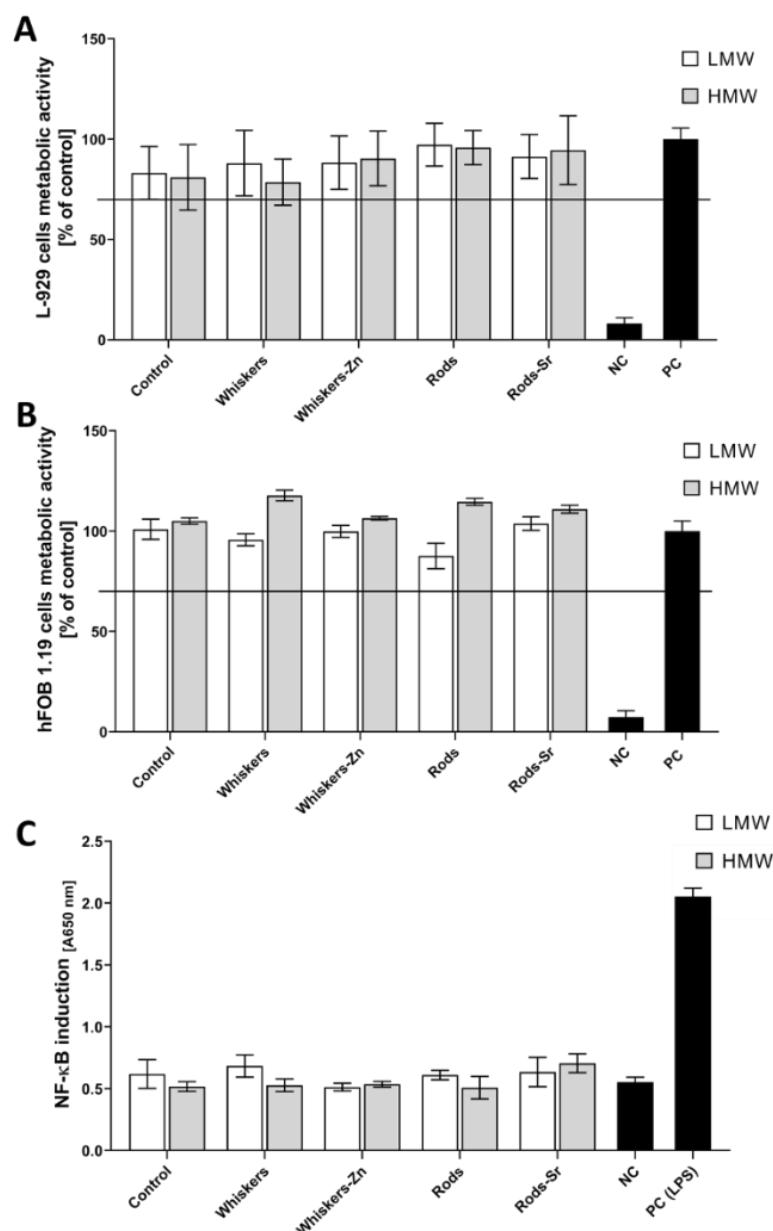 A
150
100
50
0
L-929 cells metabolic activity
[% of control]
LMW
HMW
Control
Whiskers
Whiskers-Zn
Rods
Rods-Sr
NC
PC
B
150
100
50
0
hFOB 1.19 cells metabolic activity
[% of control]
LMW
HMW
Control
Whiskers
Whiskers-Zn
Rods
Rods-Sr
NC
PC
C
2.5
2.0
1.5
1.0
0.5
0.0
NF-κB induction [A650 nm]
LMW
HMW
Control
Whiskers
Whiskers-Zn
Rods
Rods-Sr
NC
PC (LPS)